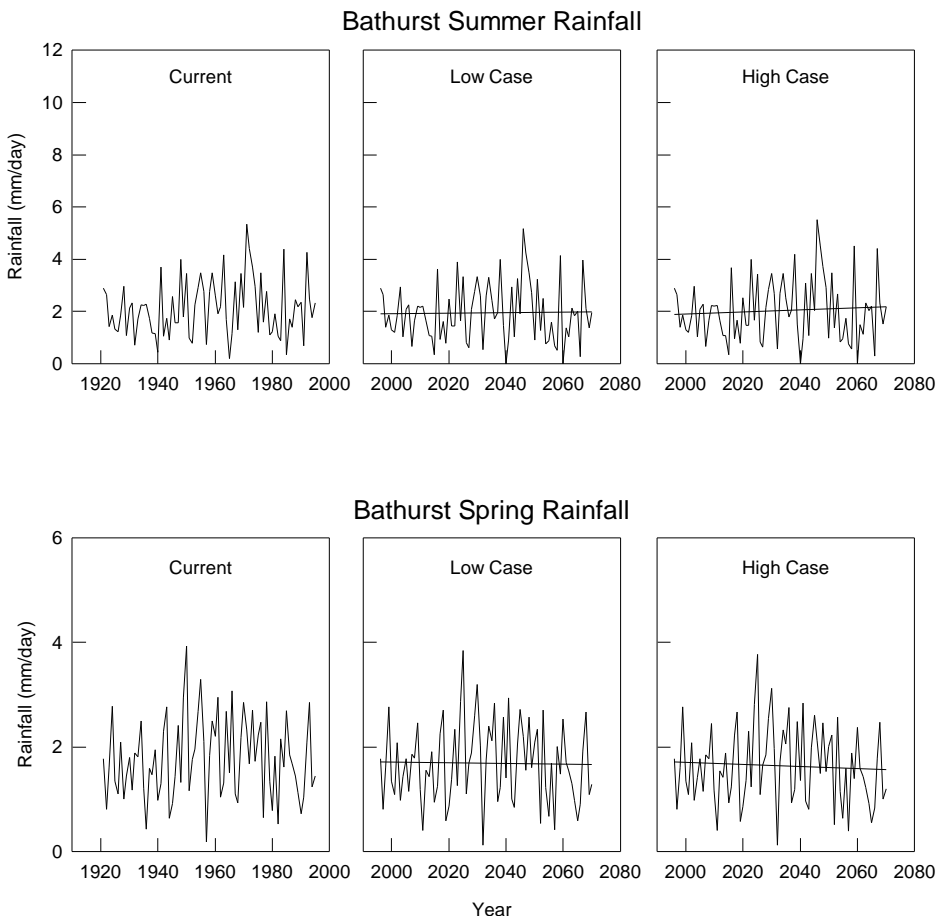 Bathurst Summer Rainfall
Current
Low Case
High Case
Rainfall (mm/day)
12
10
8
6
4
2
0
1920 1940 1960 1980 2000
2000 2020 2040 2060 2080
2000 2020 2040 2060 2080
Bathurst Spring Rainfall
Current
Low Case
High Case
Rainfall (mm/day)
6
4
2
0
1920 1940 1960 1980 2000
2000 2020 2040 2060 2080
2000 2020 2040 2060 2080
Year